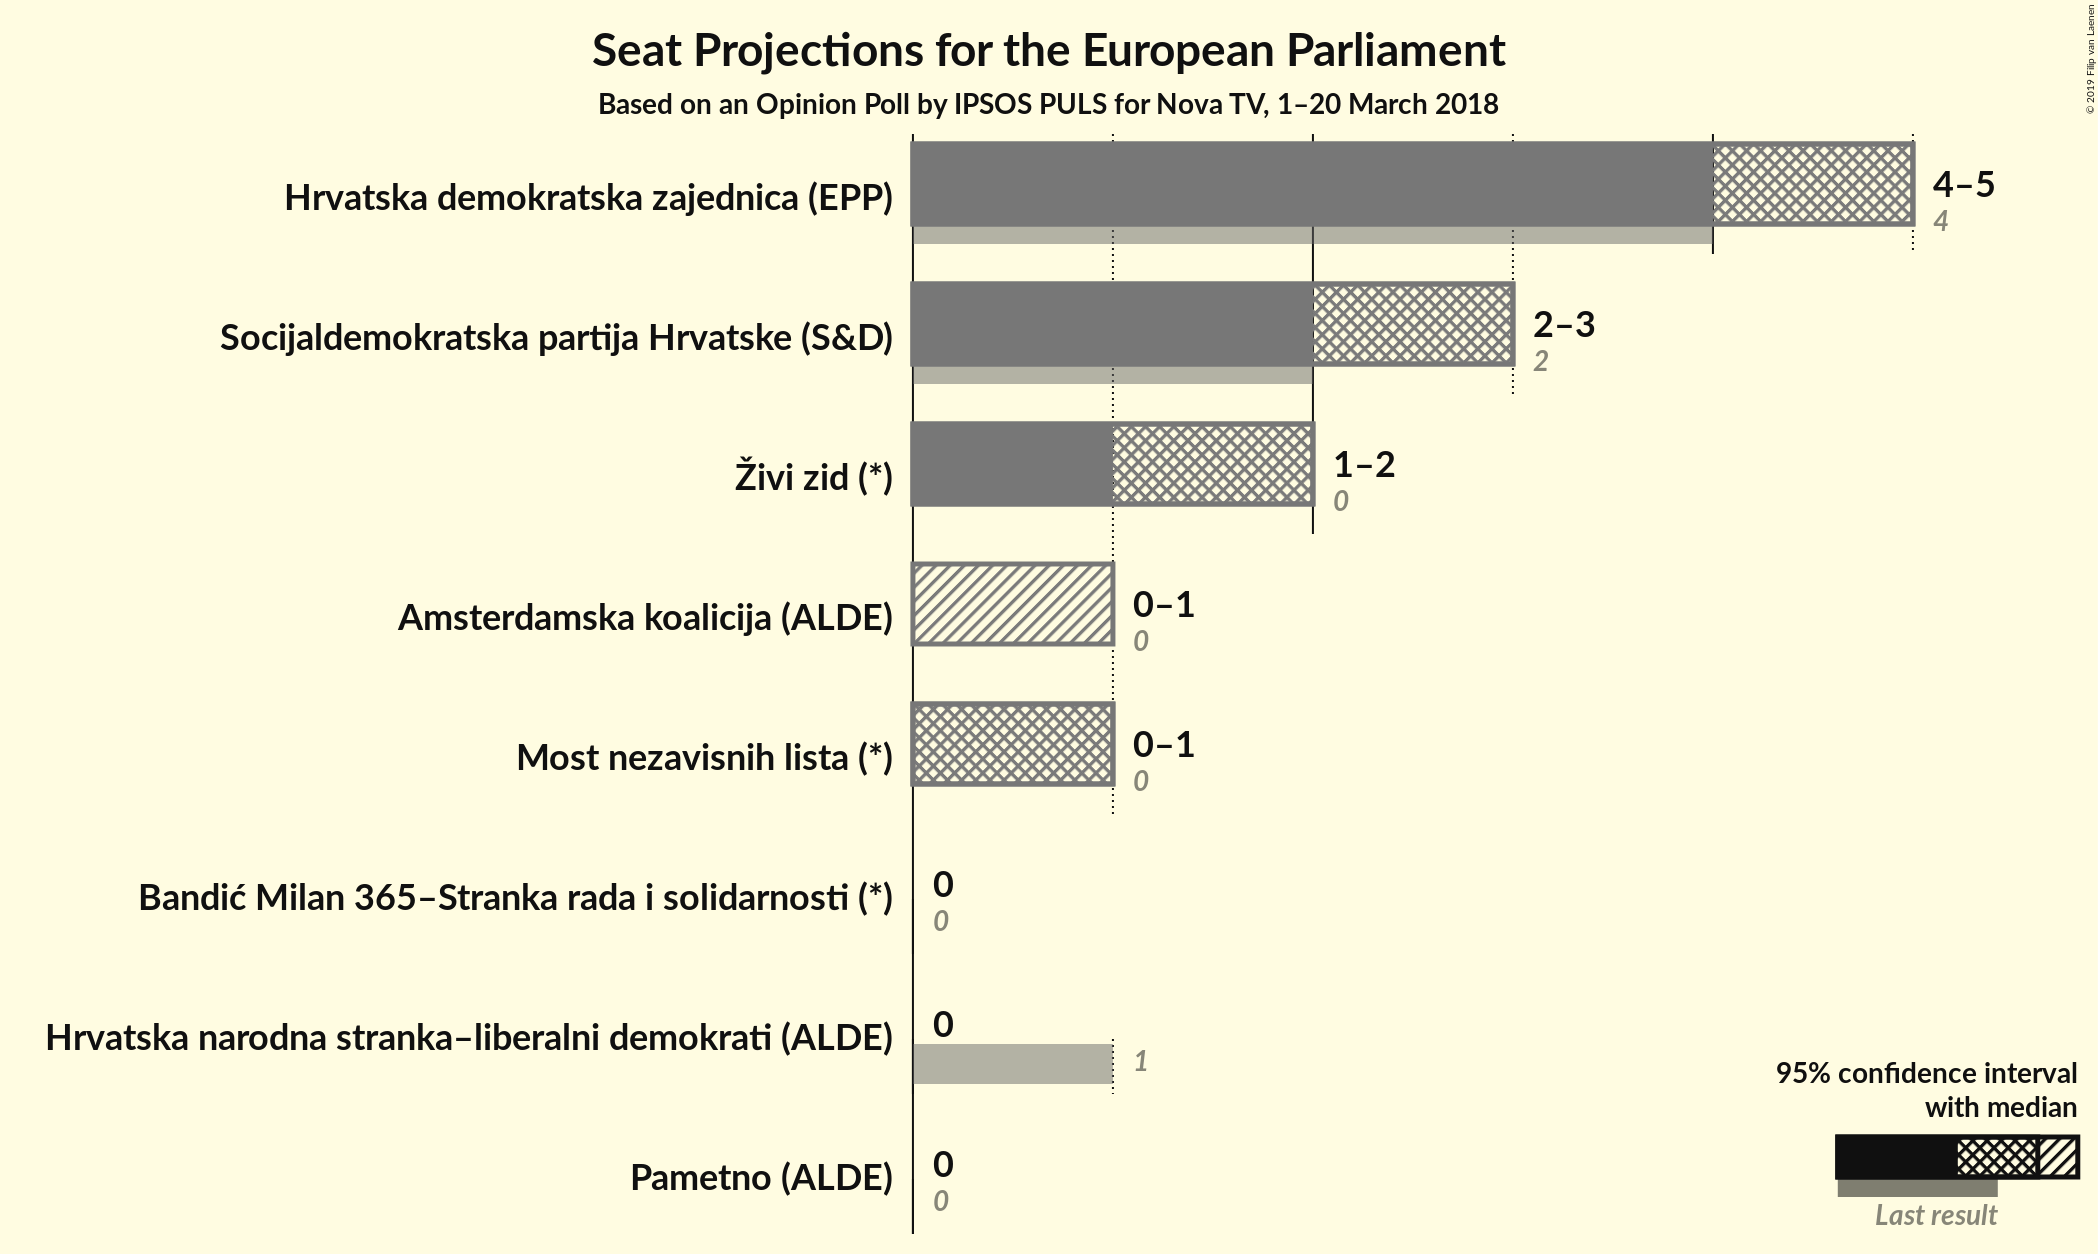 Seat Projections for the European Parliament
Based on an Opinion Poll by IPSOS PULS for Nova TV, 1–20 March 2018
© 2019 Filip van Laenen
Hrvatska demokratska zajednica (EPP)
4–5
4
Socijaldemokratska partija Hrvatske (S&D)
2–3
2
Živi zid (*)
1–2
0
Amsterdamska koalicija (ALDE)
0–1
0
Most nezavisnih lista (*)
0–1
0
Bandić Milan 365–Stranka rada i solidarnosti (*)
0
0
Hrvatska narodna stranka–liberalni demokrati (ALDE)
0
1
Pametno (ALDE)
0
0
95% confidence interval
with median
Last result